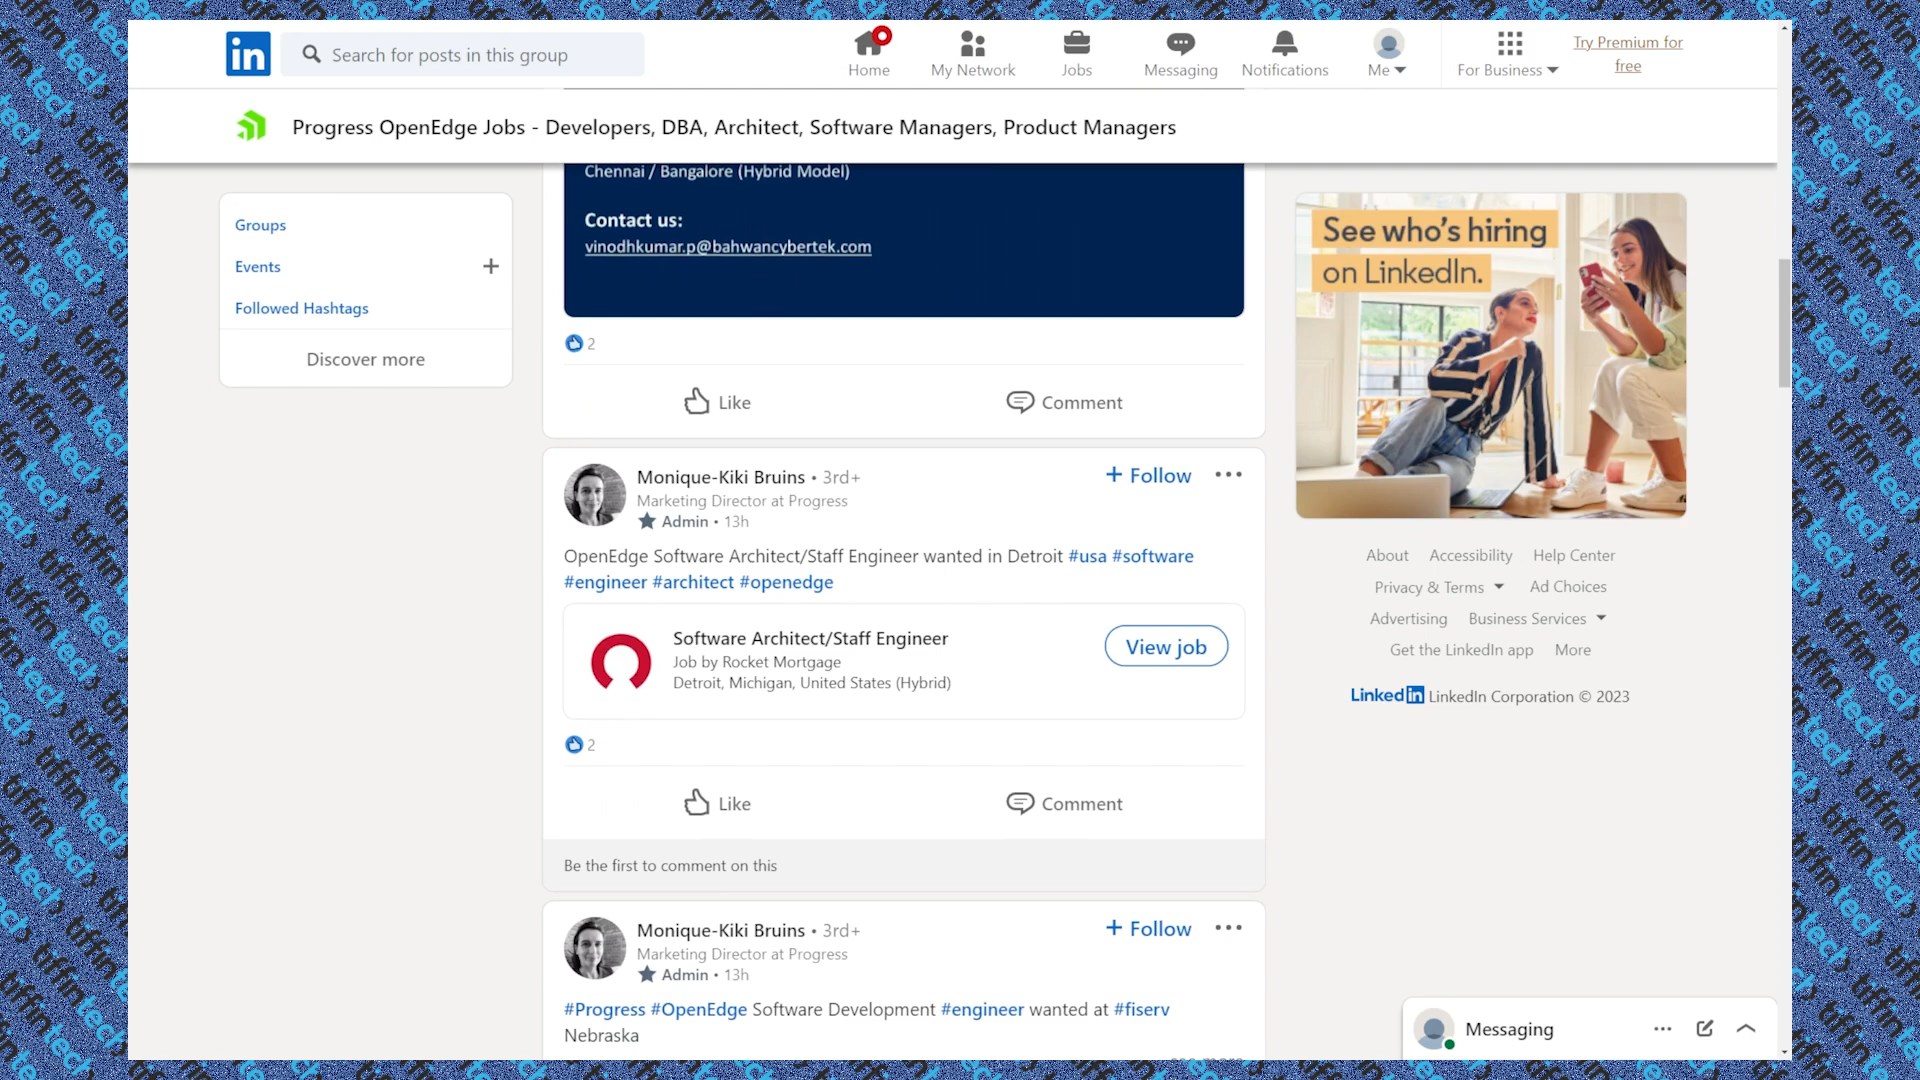 in
Search for posts in this group
Home
My Network
Jobs
Messaging
Notifications
Me
For Business
Try Premium for
free
Progress OpenEdge Jobs - Developers, DBA, Architect, Software Managers, Product Managers
Groups
Events
Followed Hashtags
Discover more
Chennai / Bangalore (Hybrid Model)
Contact us:
vinodhkumar.p@bahwancybertek.com
2
Like
Comment
Monique-Kiki Bruins • 3rd+
+ Follow
Marketing Director at Progress
Admin • 13h
OpenEdge Software Architect/Staff Engineer wanted in Detroit #usa #software
#engineer #architect #openedge
Software Architect/Staff Engineer
Job by Rocket Mortgage
Detroit, Michigan, United States (Hybrid)
View job
2
Like
Comment
Be the first to comment on this
Monique-Kiki Bruins • 3rd+
+ Follow
Marketing Director at Progress
Admin • 13h
#Progress #OpenEdge Software Development #engineer wanted at #fiserv
Nebraska
See who's hiring
on LinkedIn.
About Accessibility Help Center
Privacy & Terms Ad Choices
Advertising Business Services
Get the LinkedIn app More
LinkedIn LinkedIn Corporation © 2023
Messaging
tiffintech